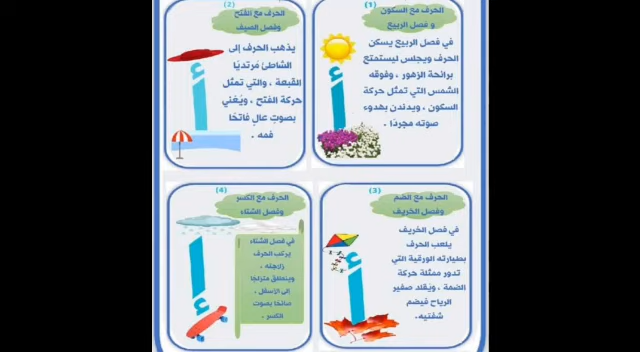 (1)
الحرف مع السكون
و فصل الربيع
في فصل الربيع يسكن
الحرف ويجلس ليستمتع
برائحة الزهور ، وفوقه
الشمس التي تمثل حركة
السكون ، ويدندن بهدوء
صوته مجردًا .
أ
(2)
الحرف مع الفتح
وفصل الصيف
يذهب الحرف إلى
الشاطئ مُرتديًا
القبعة ، والتي تمثل
حركة الفتح ، ويُغني
بصوت عالٍ فاتحًا
فمه .
أ
(3)
الحرف مع الضم
وفصل الخريف
في فصل الخريف
يلعب الحرف
بطيارته الورقية التي
تدور ممثلة حركة
الضمة ، ويُقلد صفير
الرياح فيضم
شفتيه .
أ
(4)
الحرف مع الكسر
وفصل الشتاء
في فصل الشتاء
يركب الحرف
زلاجته ،
وينطلق متزلجًا
إلى الأسفل ،
صائحًا بصوت
الكسر .
إ